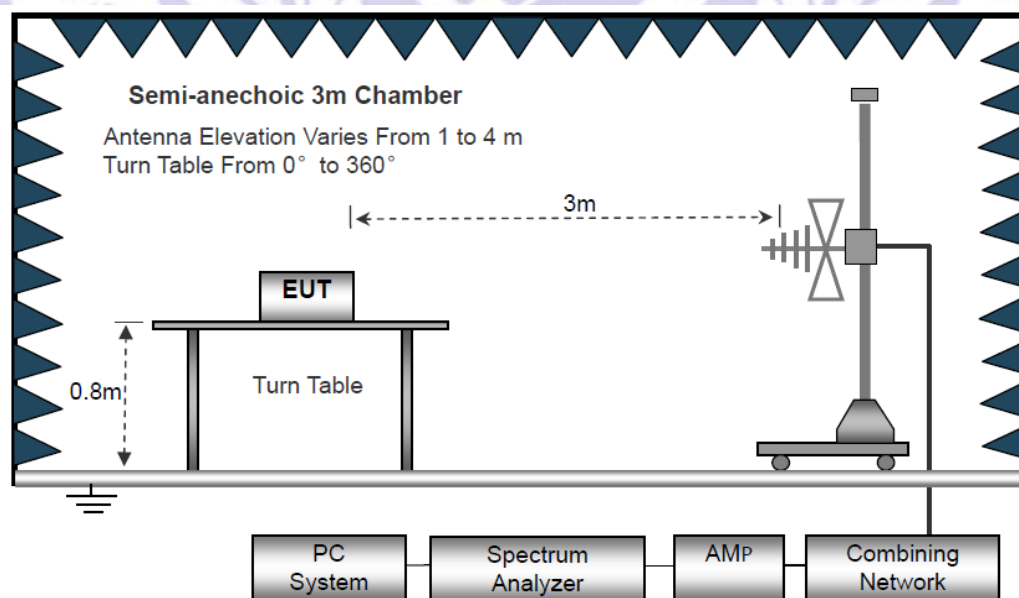 Semi-anechoic 3m Chamber
Antenna Elevation Varies From 1 to 4 m
Turn Table From 0° to 360°
3m
EUT
0.8m
Turn Table
PC
System
Spectrum
Analyzer
AMP
Combining
Network